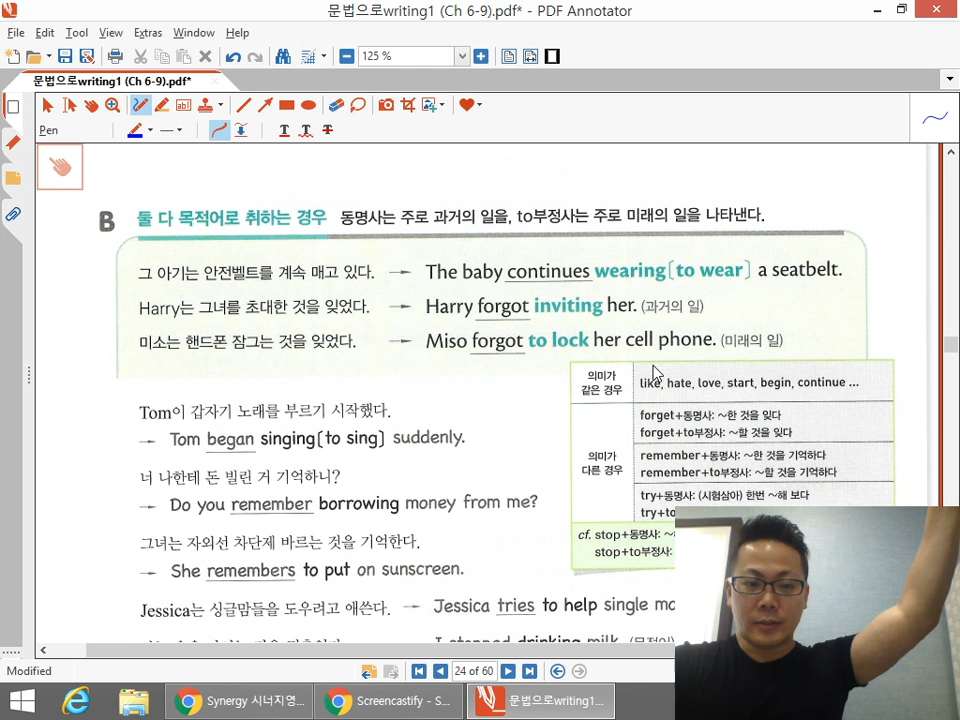 문법으로writing1 (Ch 6-9).pdf* - PDF Annotator
File Edit Tool View Extras Window Help
125 %
문법으로writing1 (Ch 6-9).pdf*
Pen
B 둘 다 목적어로 취하는 경우 동명사는 주로 과거의 일을, to부정사는 주로 미래의 일을 나타낸다.
그 아기는 안전벨트를 계속 매고 있다. → The baby continues wearing[to wear] a seatbelt.
Harry는 그녀를 초대한 것을 잊었다. → Harry forgot inviting her. (과거의 일)
미소는 핸드폰 잠그는 것을 잊었다. → Miso forgot to lock her cell phone. (미래의 일)
의미가 같은 경우 like, hate, love, start, begin, continue ...
의미가 다른 경우
forget+동명사: ~한 것을 잊다
forget+to부정사: ~할 것을 잊다
remember+동명사: ~한 것을 기억하다
remember+to부정사: ~할 것을 기억하다
try+동명사: (시험삼아) 한번 ~해 보다
try+to
cf. stop+동명사: ~
stop+to부정사:
Tom이 갑자기 노래를 부르기 시작했다.
→ Tom began singing[to sing] suddenly.
너 나한테 돈 빌린 거 기억하니?
→ Do you remember borrowing money from me?
그녀는 자외선 차단제 바르는 것을 기억한다.
→ She remembers to put on sunscreen.
Jessica는 싱글맘들을 도우려고 애쓴다. → Jessica tries to help single mo
I stopped drinking milk. (목적어)
Modified
24 of 60
Synergy 시너지영...
Screencastify - S...
문법으로writing1...